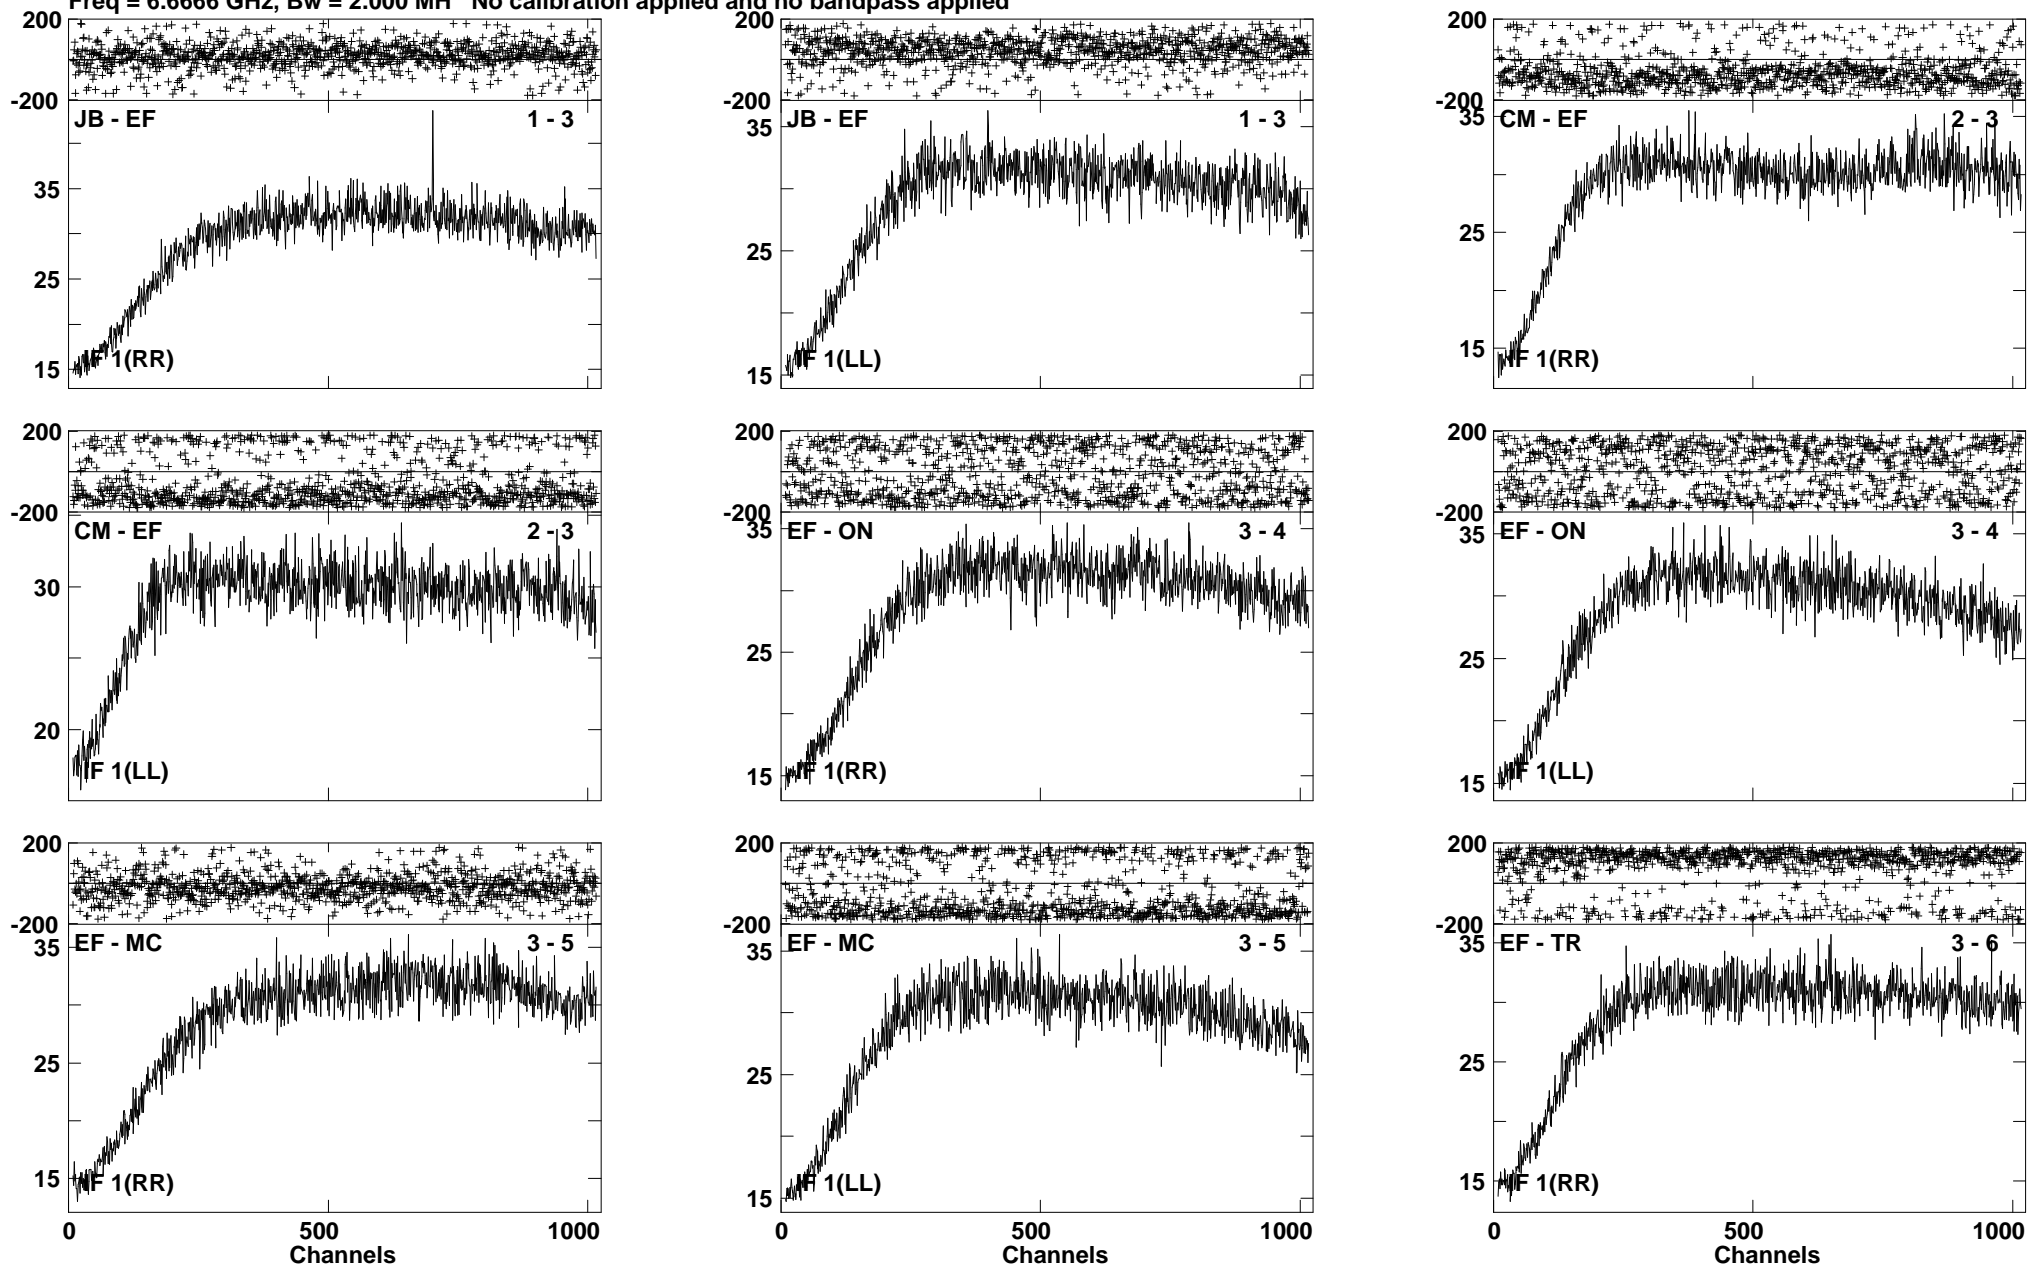 Freq = 6.6666 GHz, Bw = 2.000 MH No calibration applied and no bandpass applied
200
-200
JB - EF 1 - 3
35
25
15
IF 1(RR)
200
-200
JB - EF 1 - 3
35
25
15
IF 1(LL)
200
-200
CM - EF 2 - 3
35
25
15
IF 1(RR)
200
-200
CM - EF 2 - 3
30
20
IF 1(LL)
200
-200
EF - ON 3 - 4
35
25
15
IF 1(RR)
200
-200
EF - ON 3 - 4
35
25
15
IF 1(LL)
200
-200
EF - MC 3 - 5
35
25
15
IF 1(RR)
0 500 1000
Channels
200
-200
EF - MC 3 - 5
35
25
15
IF 1(LL)
0 500 1000
Channels
200
-200
EF - TR 3 - 6
35
25
15
IF 1(RR)
0 500 1000
Channels